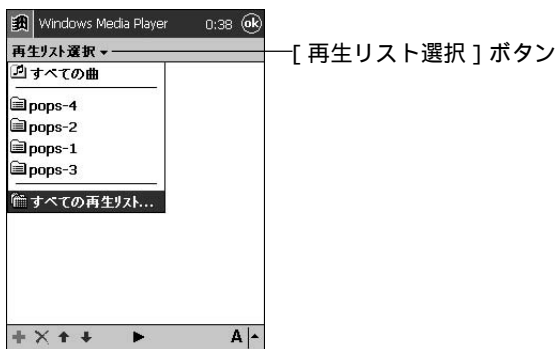 Windows Media Player 0:38 ok
再生リスト選択
[ 再生リスト選択 ] ボタン
すべての曲
pops-4
pops-2
pops-1
pops-3
すべての再生リスト...
A